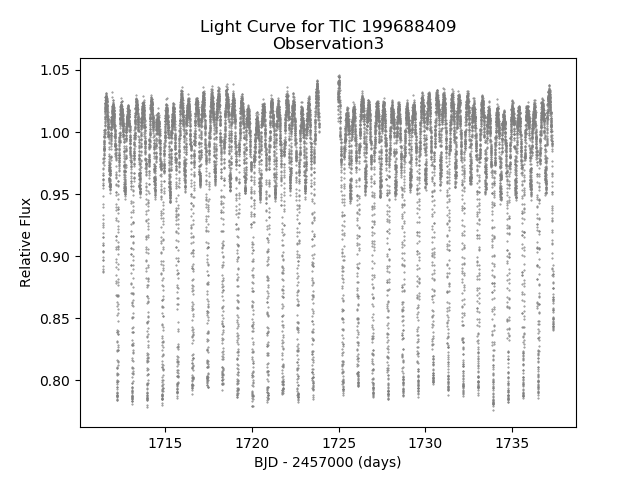 Light Curve for TIC 199688409
Observation3
1.05
1.00
0.95
0.90
0.85
0.80
Relative Flux
1715
1720
1725
1730
1735
BJD - 2457000 (days)